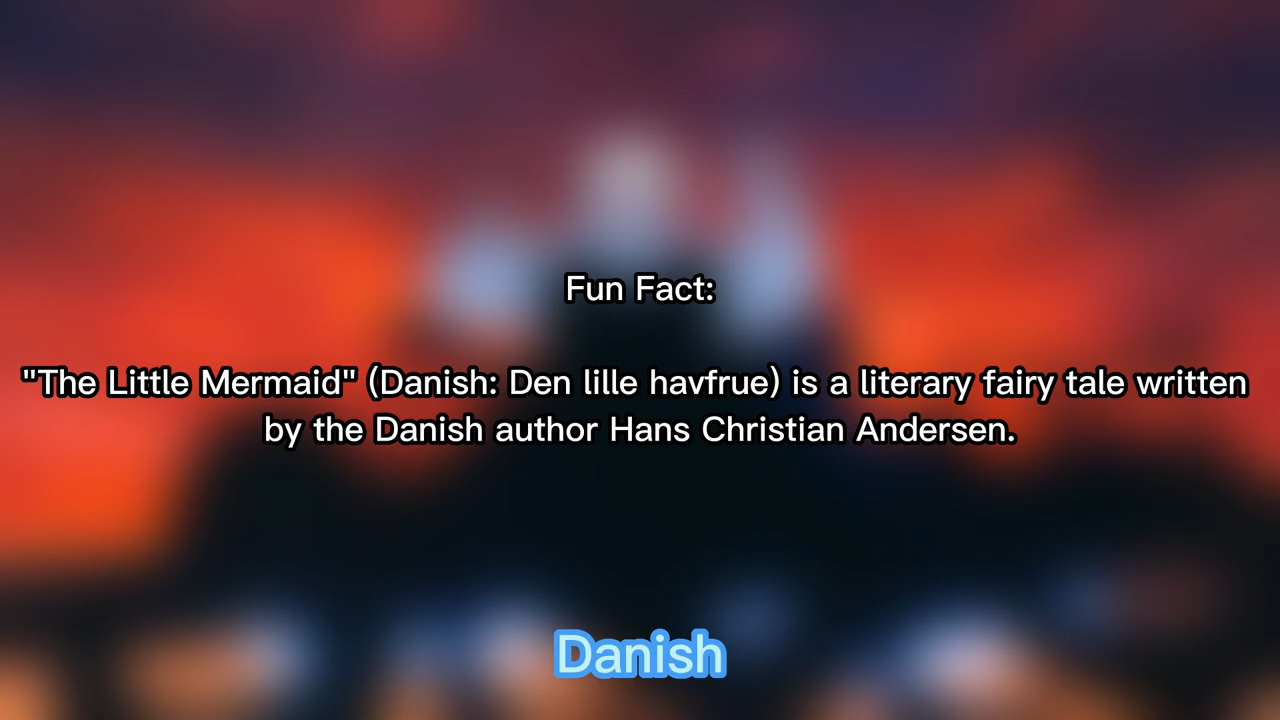 Fun Fact:
"The Little Mermaid" (Danish: Den lille havfrue) is a literary fairy tale written
by the Danish author Hans Christian Andersen.
Danish